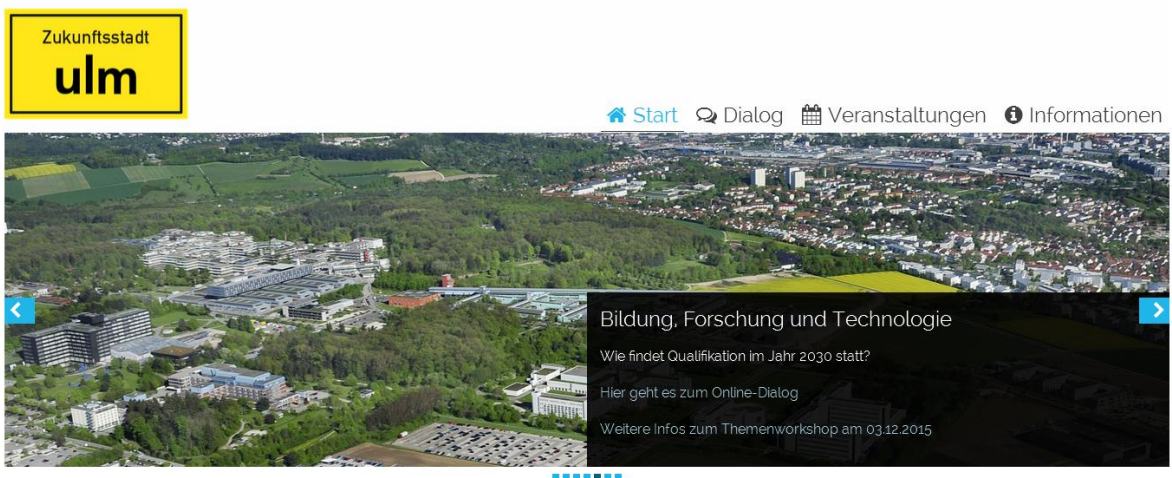 Zukunftsstadt
ulm
Start Dialog Veranstaltungen Informationen
Bildung, Forschung und Technologie
Wie findet Qualifikation im Jahr 2030 statt?
Hier geht es zum Online-Dialog
Weitere Infos zum Themenworkshop am 03.12.2015